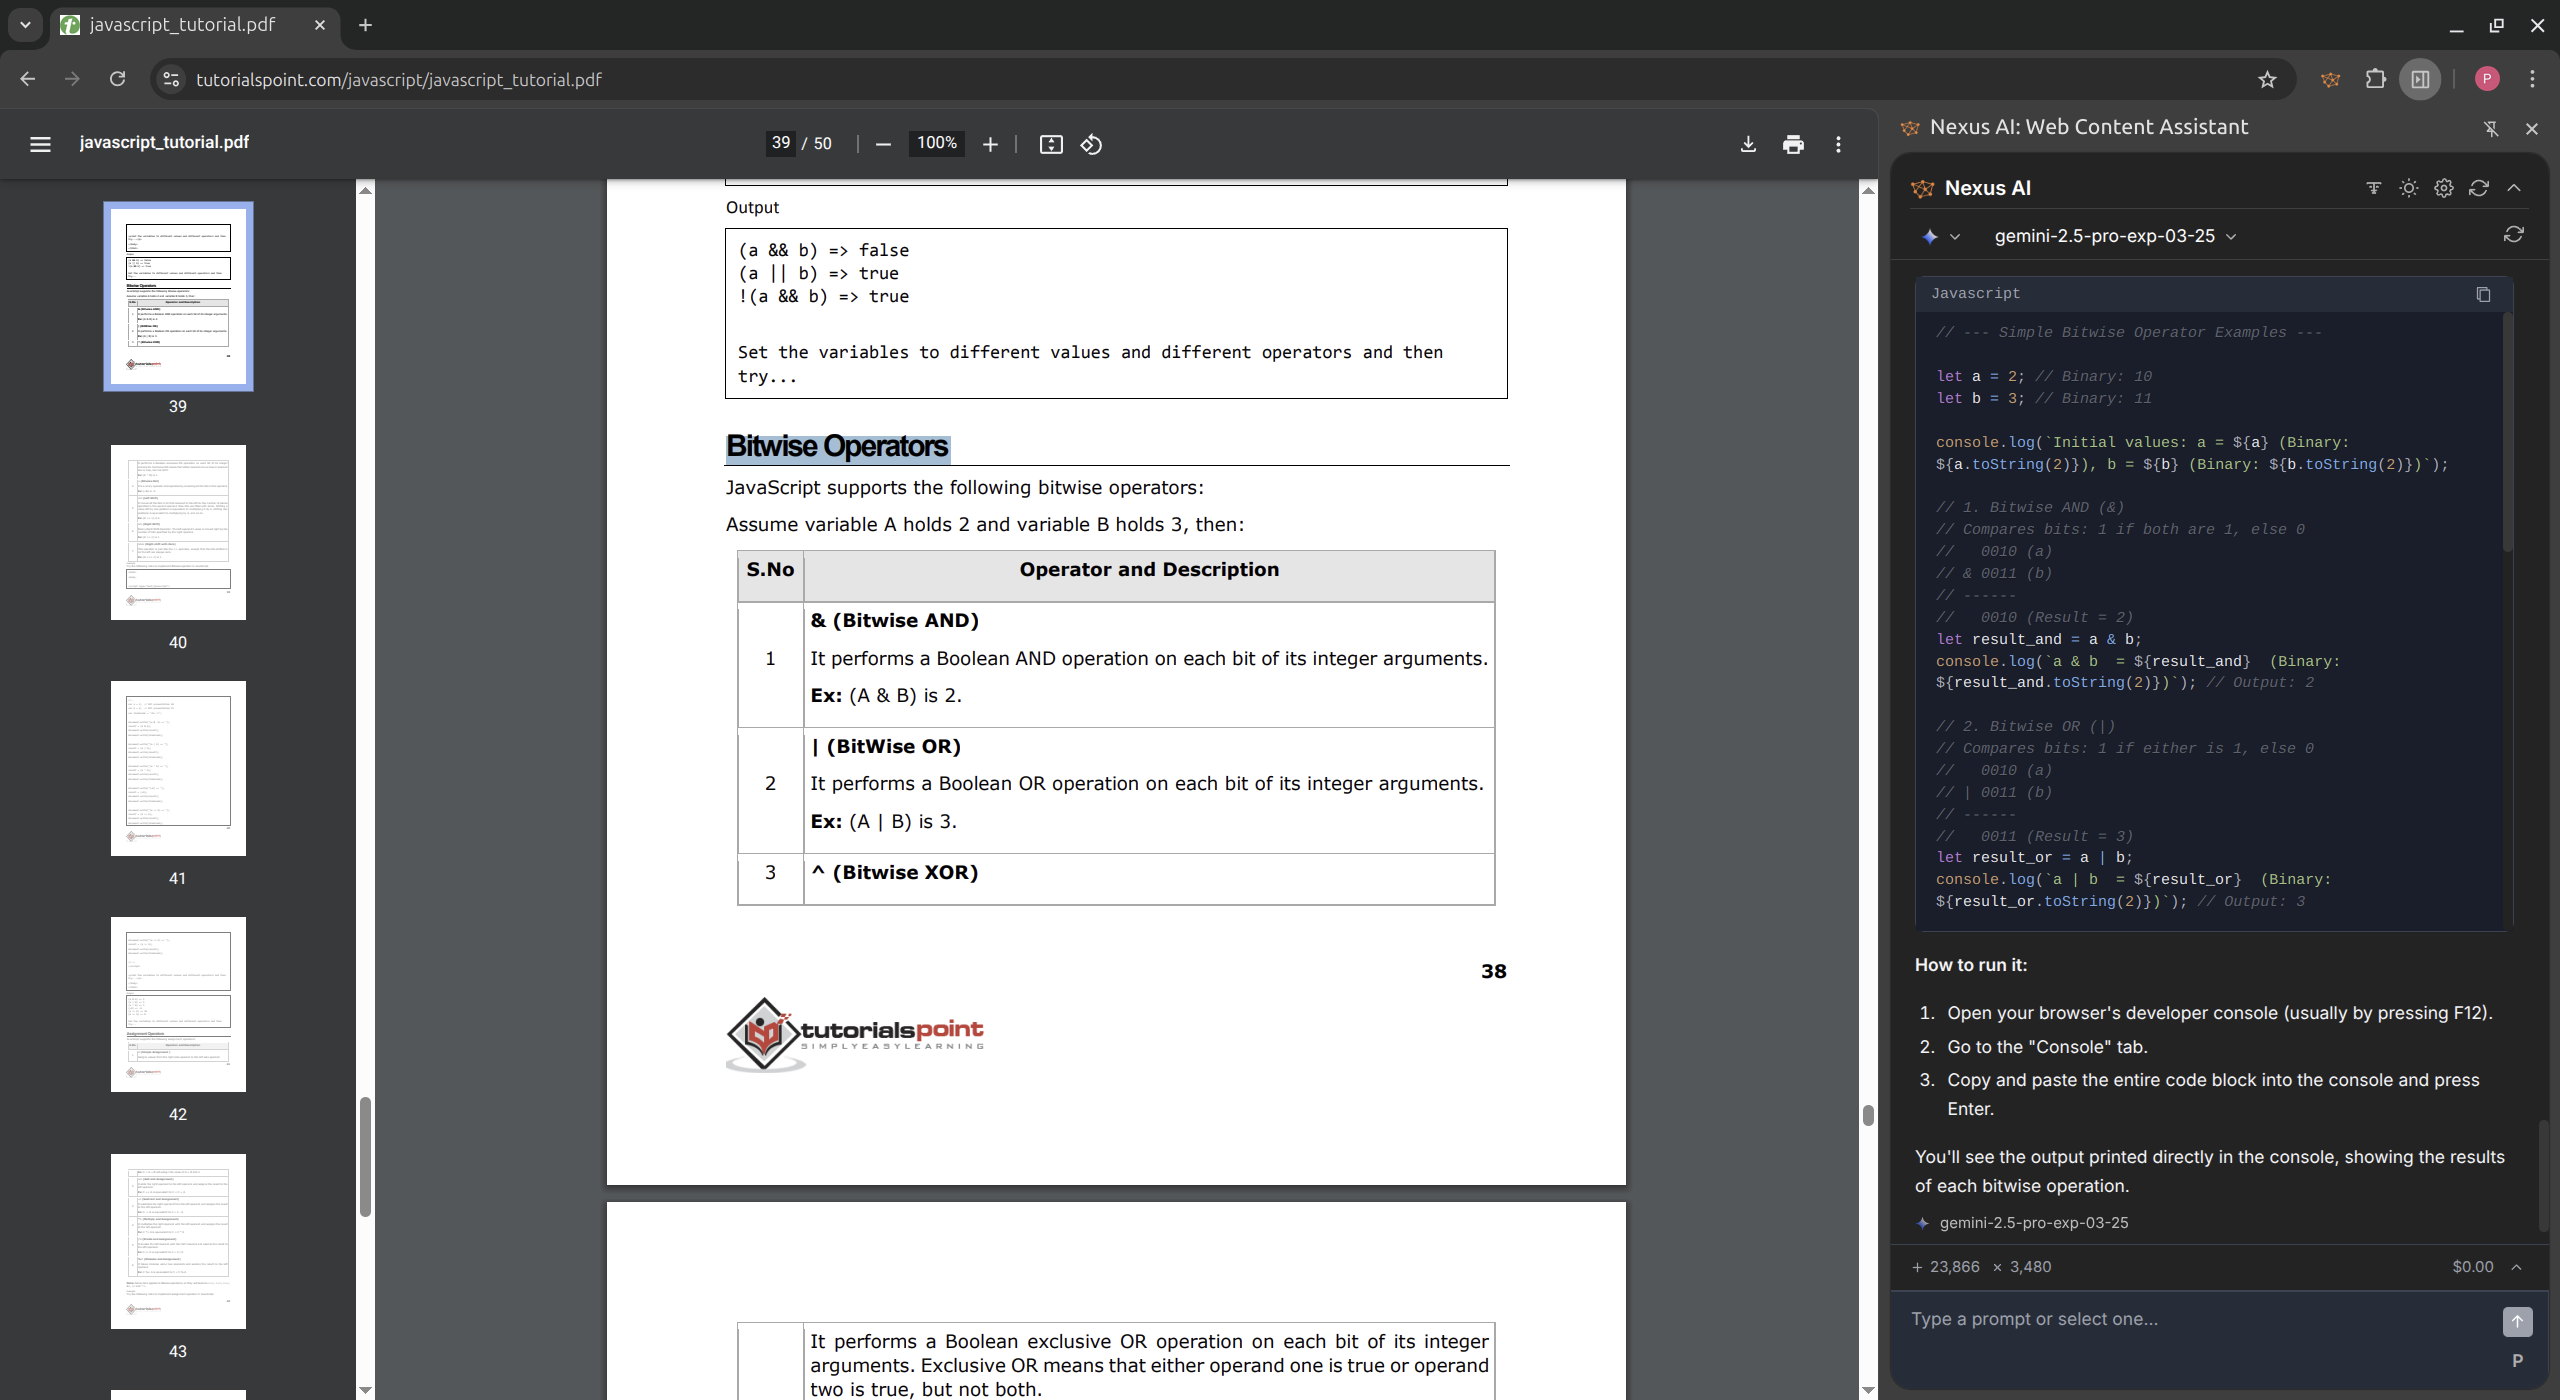 javascript_tutorial.pdf
tutorialspoint.com/javascript/javascript_tutorial.pdf
P
javascript_tutorial.pdf
39 / 50
100%
39
40
41
42
43
Output
(a && b) => false
(a || b) => true
!(a && b) => true
Set the variables to different values and different operators and then
try...
Bitwise Operators
JavaScript supports the following bitwise operators:
Assume variable A holds 2 and variable B holds 3, then:
S.No Operator and Description
& (Bitwise AND)
1 It performs a Boolean AND operation on each bit of its integer arguments.
Ex: (A & B) is 2.
| (BitWise OR)
2 It performs a Boolean OR operation on each bit of its integer arguments.
Ex: (A | B) is 3.
3 ^ (Bitwise XOR)
38
tutorialspoint
SIMPLYEASYLEARNING
It performs a Boolean exclusive OR operation on each bit of its integer
arguments. Exclusive OR means that either operand one is true or operand
two is true, but not both.
Nexus AI: Web Content Assistant
Nexus AI
gemini-2.5-pro-exp-03-25
Javascript
// --- Simple Bitwise Operator Examples ---
let a = 2; // Binary: 10
let b = 3; // Binary: 11
console.log(`Initial values: a = ${a} (Binary:
${a.toString(2)}), b = ${b} (Binary: ${b.toString(2)})`);
// 1. Bitwise AND (&)
// Compares bits: 1 if both are 1, else 0
//   0010 (a)
// & 0011 (b)
// ------
//   0010 (Result = 2)
let result_and = a & b;
console.log(`a & b  = ${result_and}  (Binary:
${result_and.toString(2)})`); // Output: 2
// 2. Bitwise OR (|)
// Compares bits: 1 if either is 1, else 0
//   0010 (a)
// | 0011 (b)
// ------
//   0011 (Result = 3)
let result_or = a | b;
console.log(`a | b  = ${result_or}  (Binary:
${result_or.toString(2)})`); // Output: 3
How to run it:
1. Open your browser's developer console (usually by pressing F12).
2. Go to the "Console" tab.
3. Copy and paste the entire code block into the console and press
Enter.
You'll see the output printed directly in the console, showing the results
of each bitwise operation.
gemini-2.5-pro-exp-03-25
+ 23,866 × 3,480 $0.00
Type a prompt or select one...
P